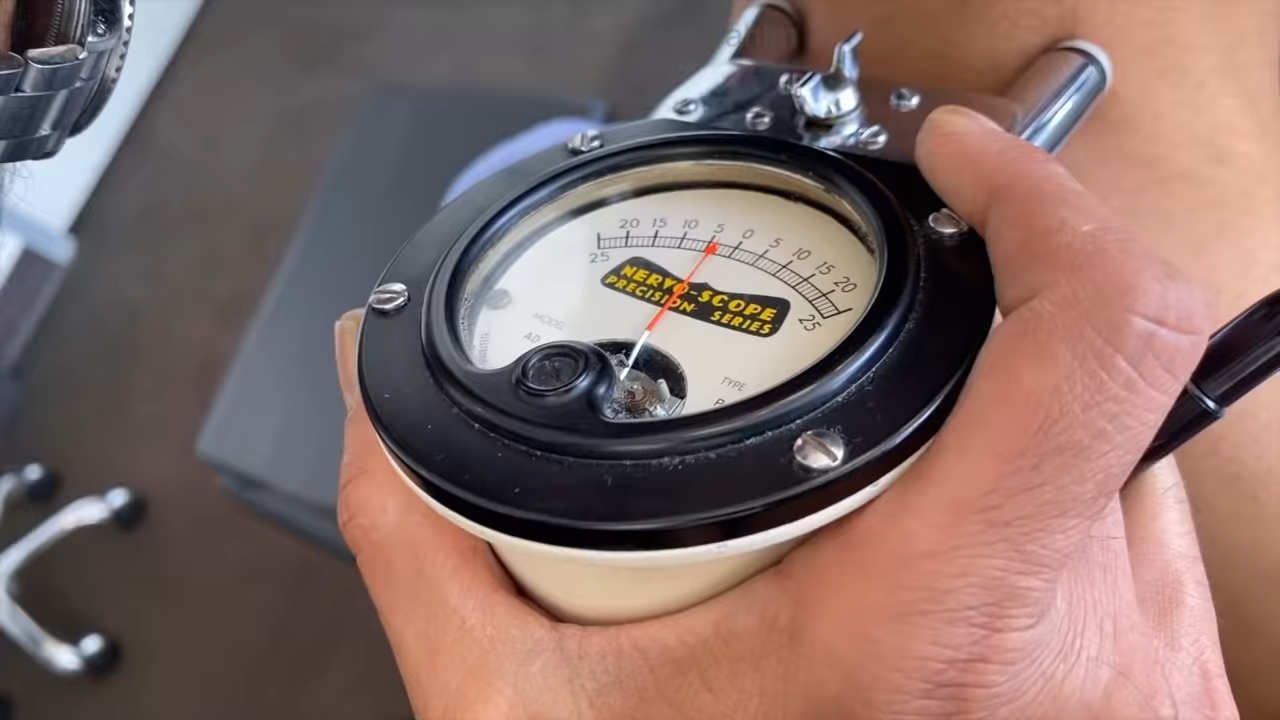 20 15 10 5 0 5 10 15 20
25 25
NERVO-SCOPE
PRECISION SERIES
MODEL
AD
TYPE